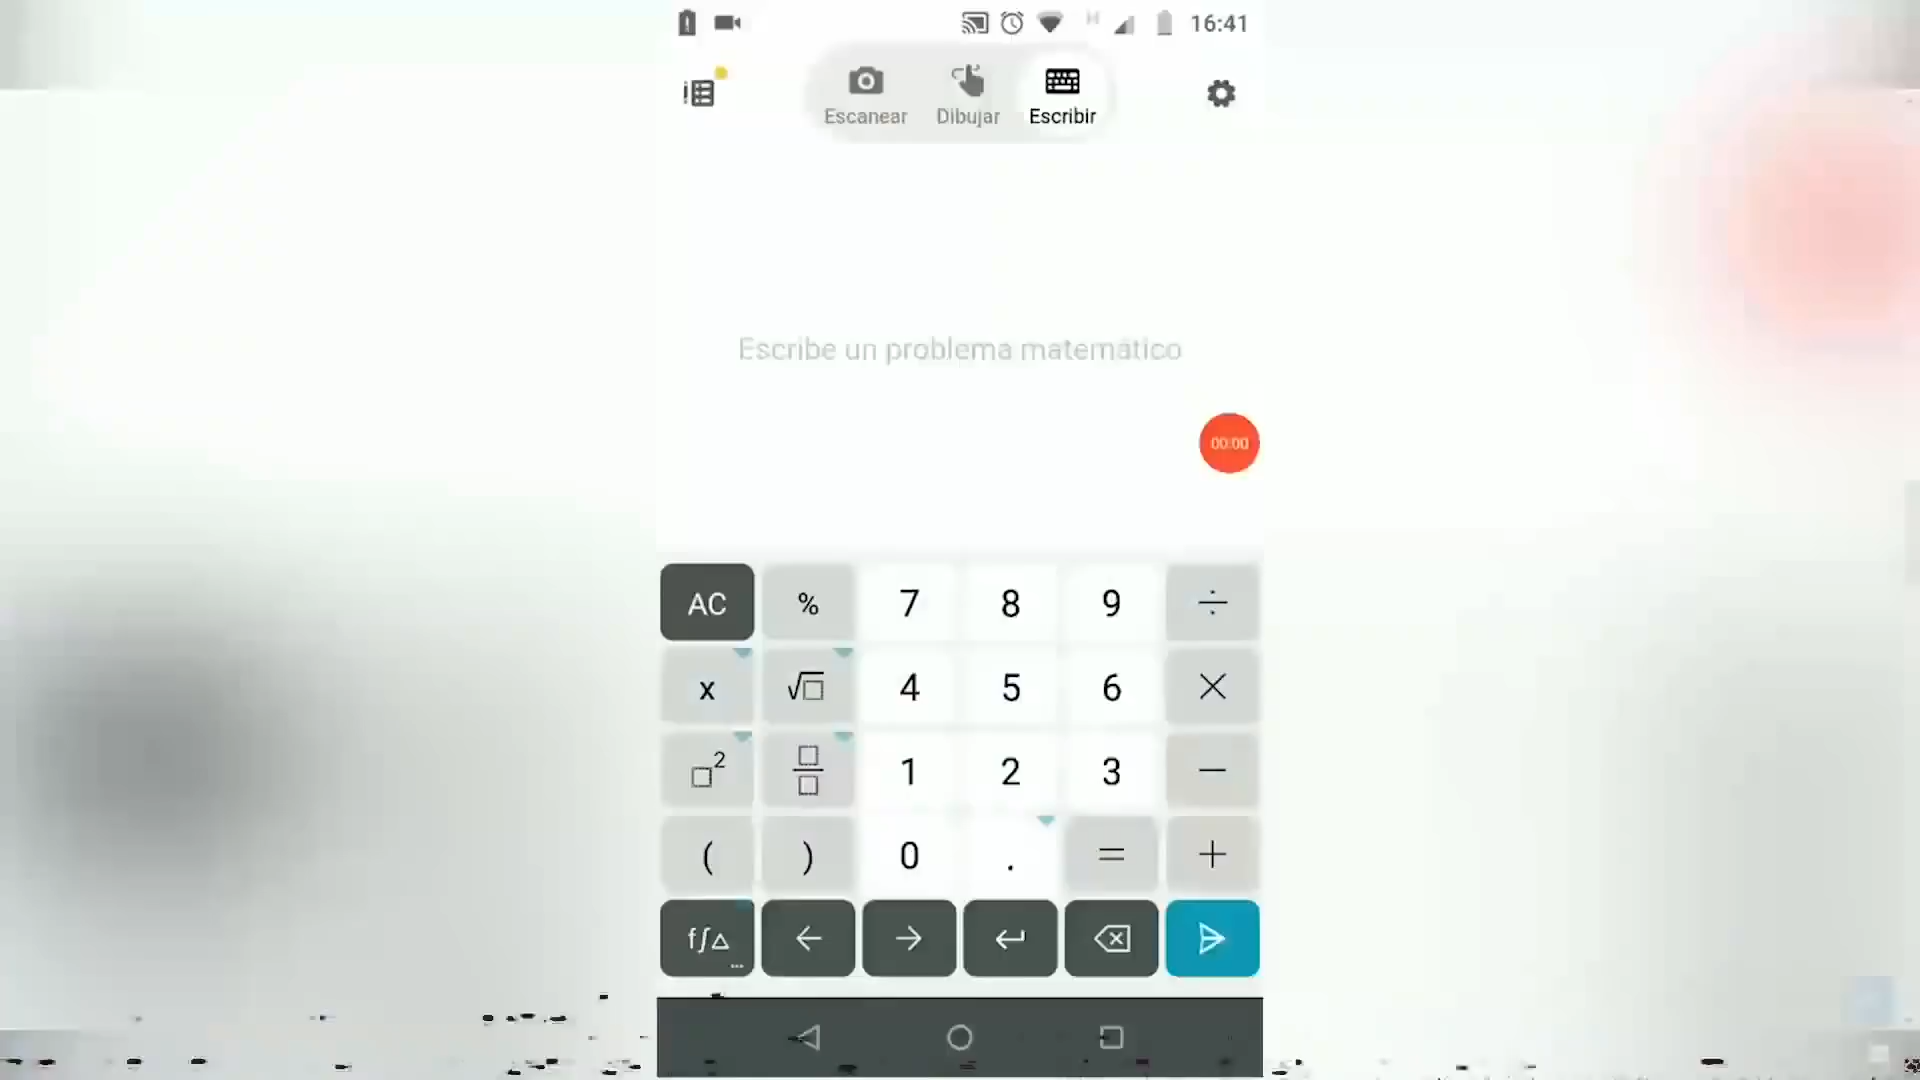 16:41
Escanear Dibujar Escribir
Escribe un problema matemático
00:00
AC % 7 8 9 ÷
x √□ 4 5 6 ×
□² □/□ 1 2 3 −
( ) 0 . = +
f∫△ ... ← → ↵